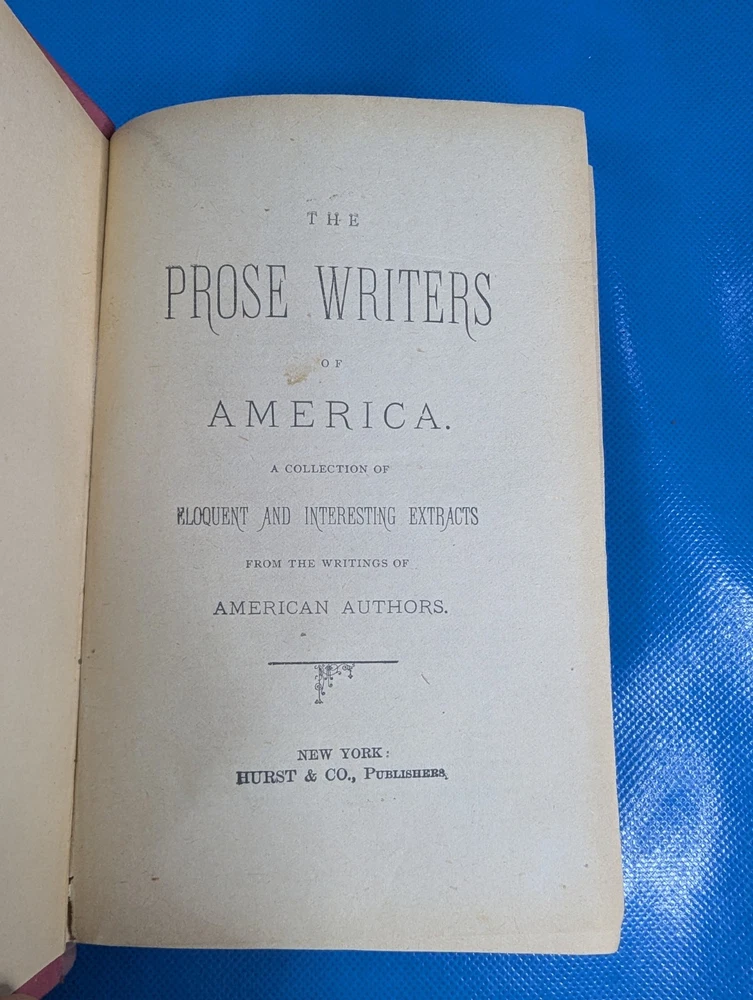 THE
PROSE WRITERS
OF
AMERICA.
A COLLECTION OF
ELOQUENT AND INTERESTING EXTRACTS
FROM THE WRITINGS OF
AMERICAN AUTHORS.
NEW YORK:
HURST & CO., PUBLISHERS.